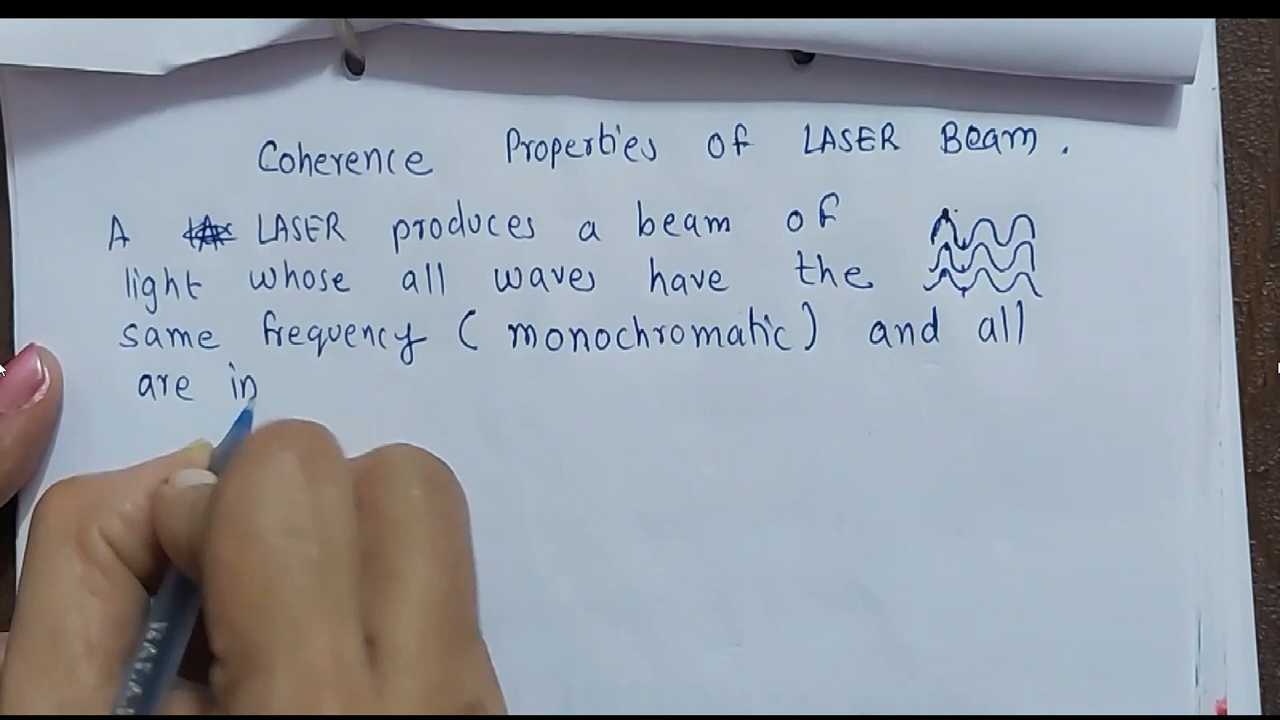 Coherence Properties of LASER Beam.
A LASER produces a beam of
light whose all waves have the
same frequency (monochromatic) and all
are in